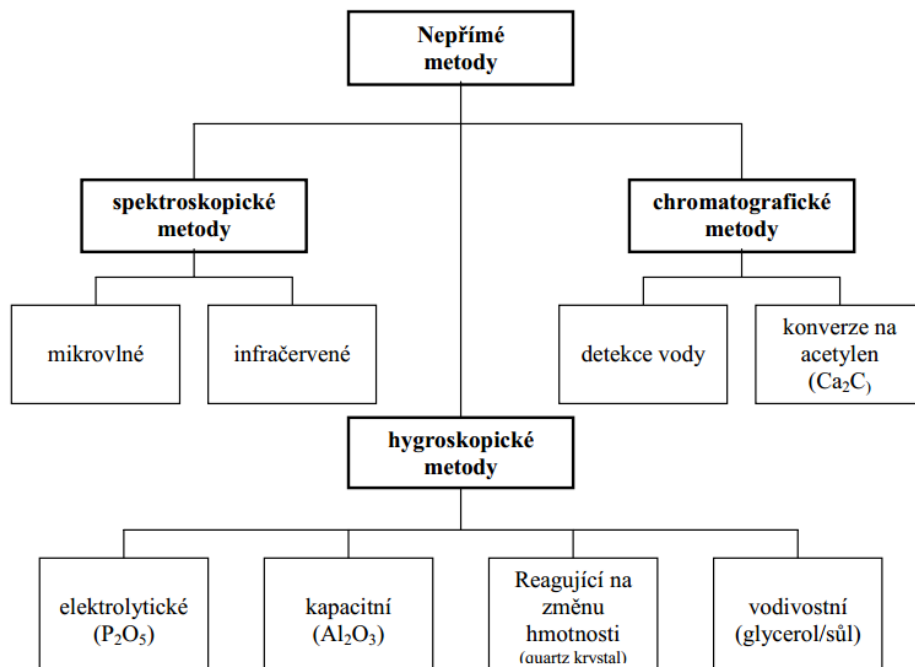 Nepřímé
metody
spektroskopické
metody
chromatografické
metody
mikrovlné
infračervené
detekce vody
konverze na
acetylen
(Ca₂C)
hygroskopické
metody
elektrolytické
(P₂O₅)
kapacitní
(Al₂O₃)
Reagující na
změnu
hmotnosti
(quartz krystal)
vodivostní
(glycerol/sůl)